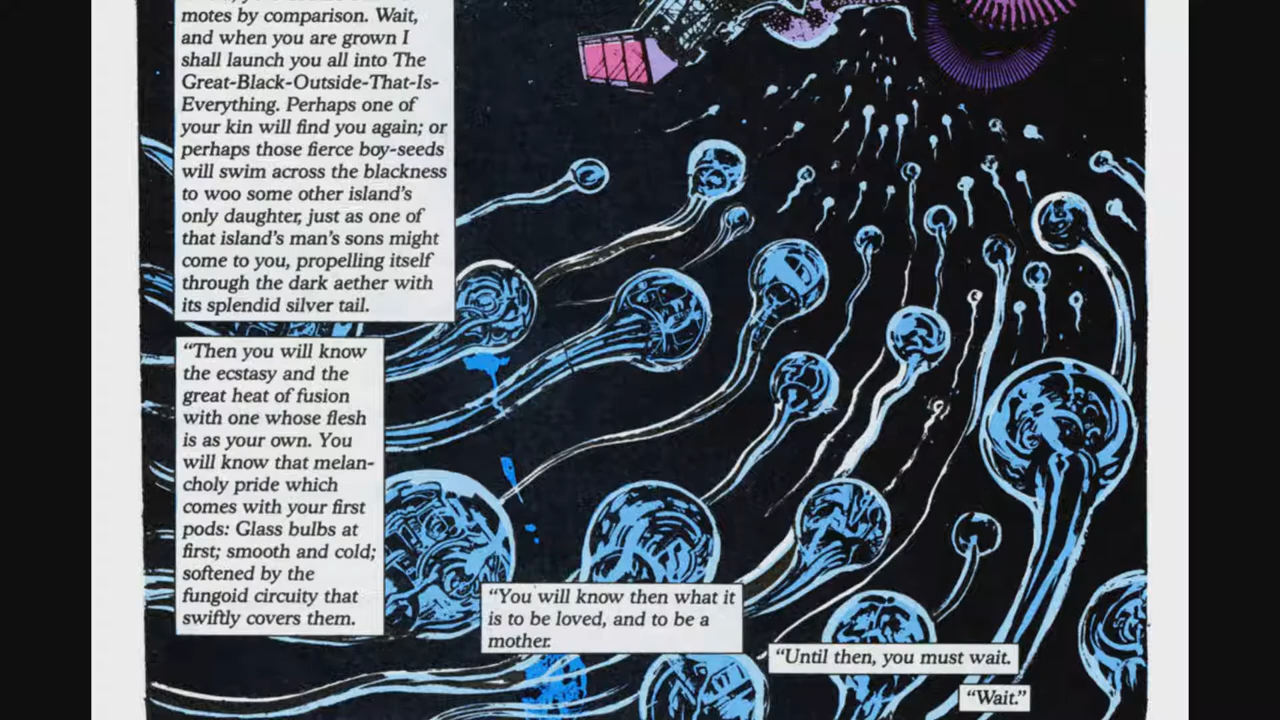 motes by comparison. Wait,
and when you are grown I
shall launch you all into The
Great-Black-Outside-That-Is-
Everything. Perhaps one of
your kin will find you again; or
perhaps those fierce boy-seeds
will swim across the blackness
to woo some other island's
only daughter, just as one of
that island's man's sons might
come to you, propelling itself
through the dark aether with
its splendid silver tail.
“Then you will know
the ecstasy and the
great heat of fusion
with one whose flesh
is as your own. You
will know that melan-
choly pride which
comes with your first
pods: Glass bulbs at
first; smooth and cold;
softened by the
fungoid circuity that
swiftly covers them.
“You will know then what it
is to be loved, and to be a
mother.
“Until then, you must wait.
“Wait.”